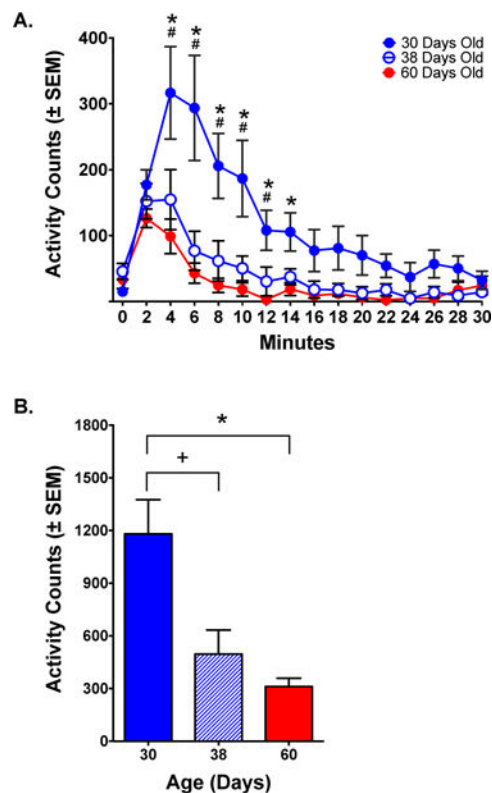 A.
* * * * * *
# # # # #
30 Days Old
38 Days Old
60 Days Old
Activity Counts (± SEM)
400
300
200
100
0 2 4 6 8 10 12 14 16 18 20 22 24 26 28 30
Minutes
B.
Activity Counts (± SEM)
1800
1500
1200
900
600
300
0
*
+
30 38 60
Age (Days)